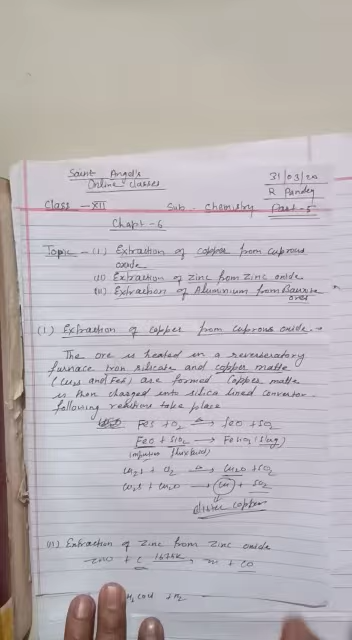 Saint Angel's
Online classes
31/03/20
R Pandey
Class - XII Sub - Chemistry Part - 5
Chapt - 6
Topic - (i) Extraction of copper from cuprous
oxide
(ii) Extraction of zinc from zinc oxide
(iii) Extraction of Aluminium from Bauxite
ores
(i) Extraction of copper from cuprous oxide. →
The ore is heated in a reverberatory
furnace Iron silicate and copper matte
(Cu2S and FeS) are formed Copper matte
is then charged into silica lined convertor.
following reactions take place
FeS + O2 → FeO + SO2
FeO + SiO2 → FeSiO3 (slag)
(impurities) (flux)
Cu2S + O2 → Cu2O + SO2
Cu2S + Cu2O → Cu + SO2
blister copper
(ii) Extraction of Zinc from Zinc oxide
ZnO + C 1673K Zn + CO